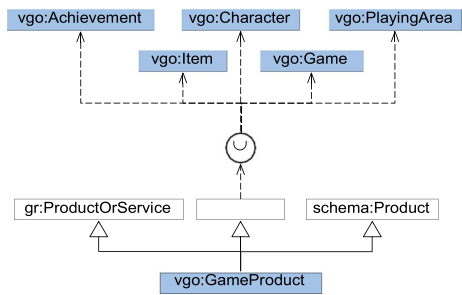 vgo:Achievement
vgo:Character
vgo:PlayingArea
vgo:Item
vgo:Game
gr:ProductOrService
schema:Product
vgo:GameProduct